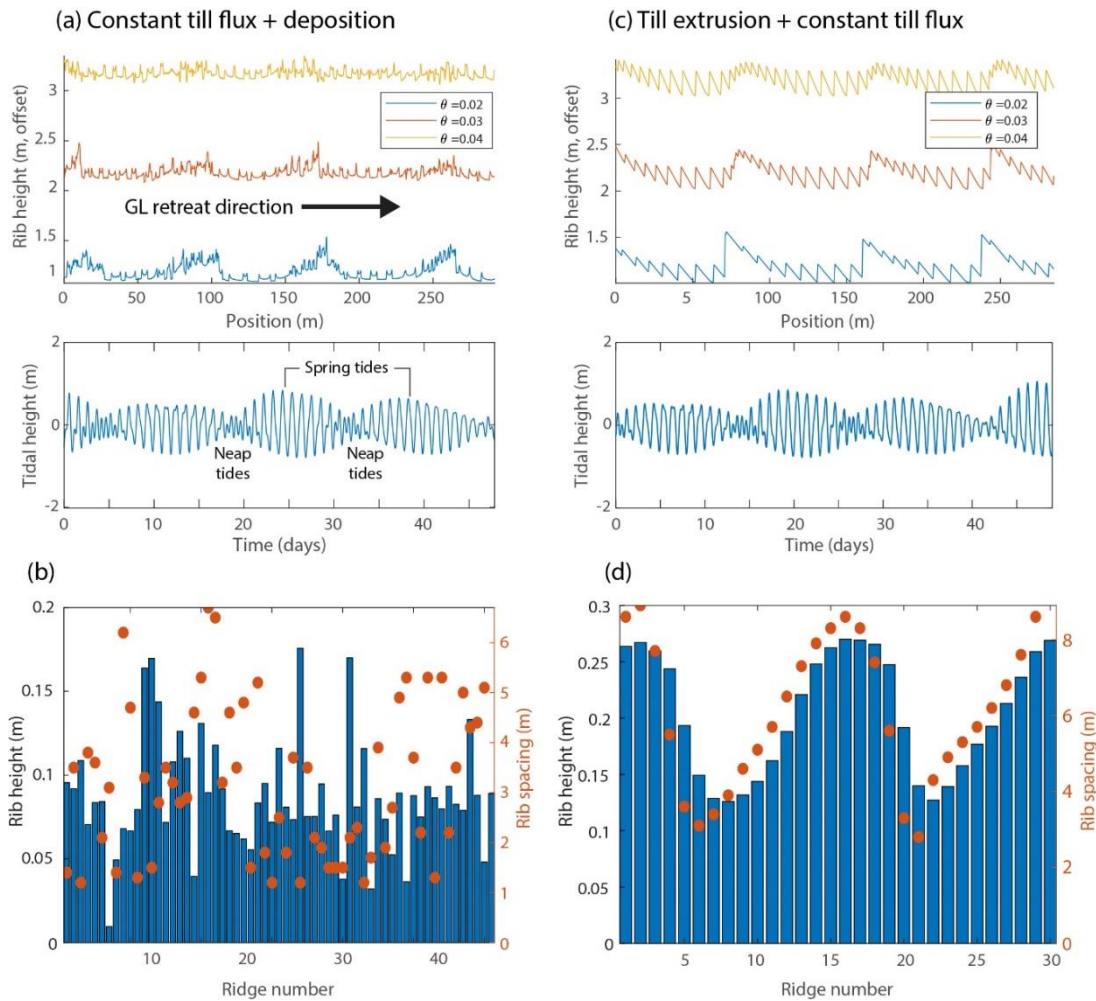 (a) Constant till flux + deposition
Rib height (m, offset)
3
2.5
2
1.5
1
θ =0.02
θ =0.03
θ =0.04
GL retreat direction
0 50 100 150 200 250
Position (m)
Tidal height (m)
2
0
-2
Spring tides
Neap
tides
Neap
tides
0 10 20 30 40
Time (days)
(c) Till extrusion + constant till flux
Rib height (m, offset)
3
2.5
2
1.5
θ =0.02
θ =0.03
θ =0.04
0 50 5 0 100 150 200 250
Position (m)
Tidal height (m)
2
0
-2
0 10 20 30 40
Time (days)
(b)
Rib height (m)
0.2
0.15
0.1
0.05
0
6
5
4
3
2
1
0
Rib spacing (m)
10 20 30 40
Ridge number
(d)
Rib height (m)
0.3
0.25
0.2
0.15
0.1
0.05
0
8
6
4
2
0
Rib spacing (m)
5 10 15 20 25 30
Ridge number